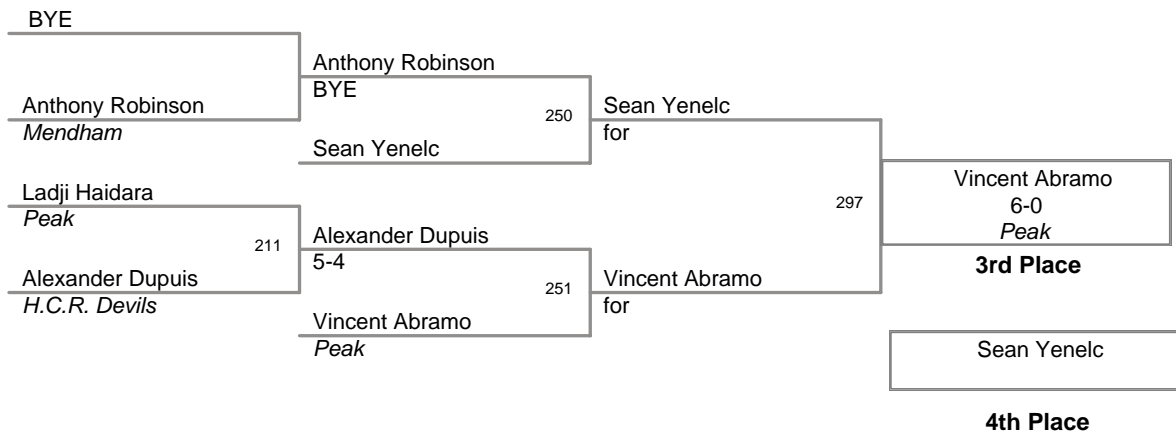 BYE
Anthony Robinson
BYE
Anthony Robinson
Mendham
250
Sean Yenelc
for
Sean Yenelc
Ladji Haidara
Peak
297
Vincent Abramo
6-0
Peak
3rd Place
211
Alexander Dupuis
5-4
Alexander Dupuis
H.C.R. Devils
251
Vincent Abramo
for
Vincent Abramo
Peak
Sean Yenelc
4th Place